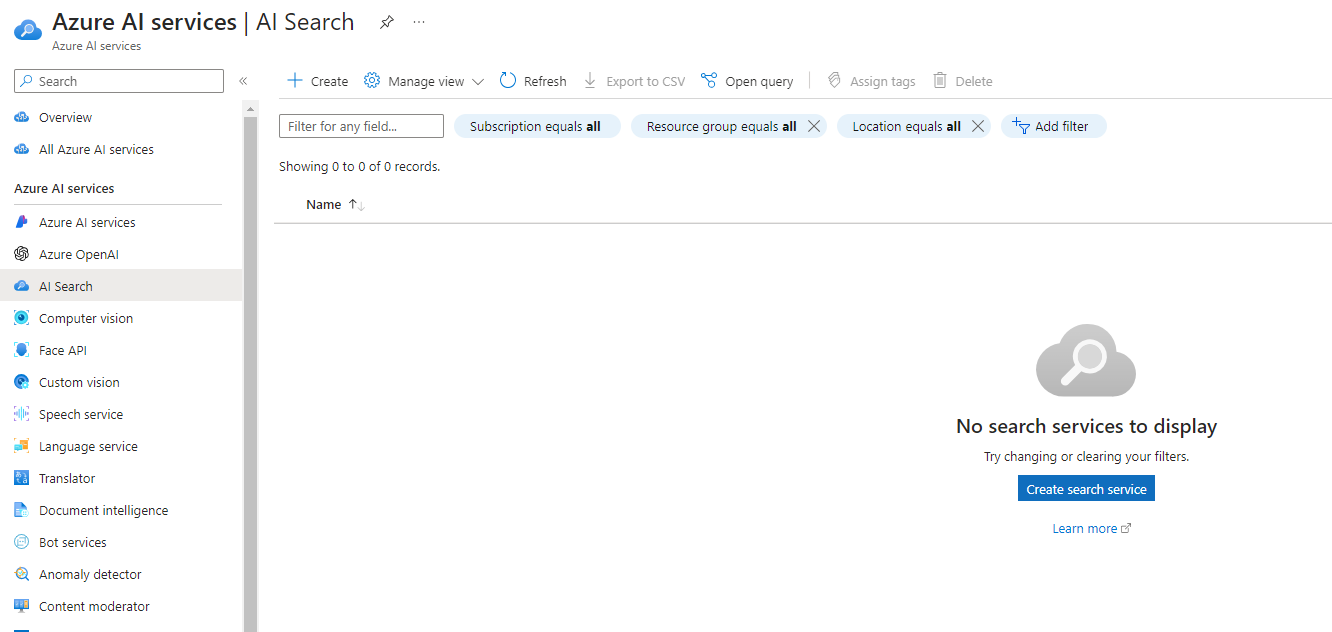 Azure AI services | AI Search
Azure AI services
Search
Overview
All Azure AI services
Azure AI services
Azure AI services
Azure OpenAI
AI Search
Computer vision
Face API
Custom vision
Speech service
Language service
Translator
Document intelligence
Bot services
Anomaly detector
Content moderator
Create Manage view Refresh Export to CSV Open query Assign tags Delete
Filter for any field... Subscription equals all Resource group equals all Location equals all Add filter
Showing 0 to 0 of 0 records.
Name
No search services to display
Try changing or clearing your filters.
Create search service
Learn more